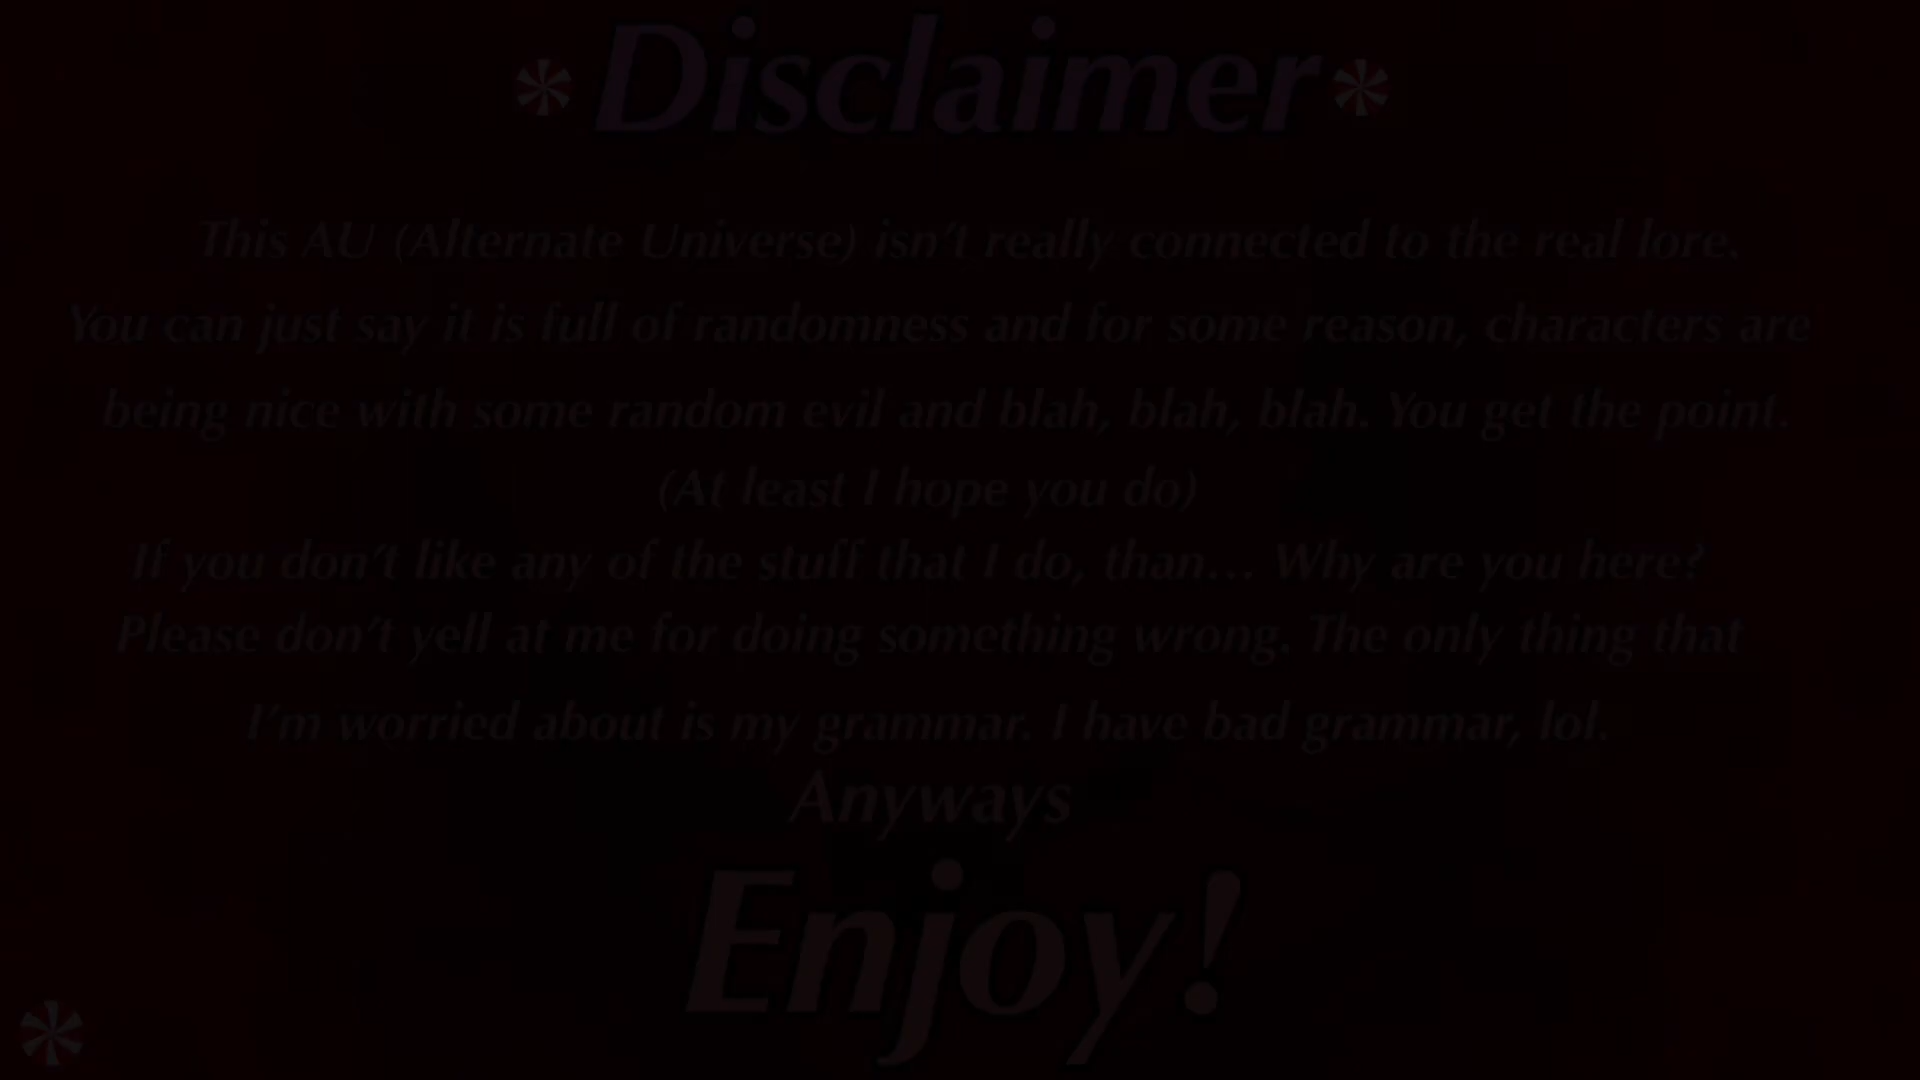 *Disclaimer*
This AU (Alternate Universe) isn't really connected to the real lore.
You can just say it is full of randomness and for some reason, characters are
being nice with some random evil and blah, blah, blah. You get the point.
(At least I hope you do)
If you don't like any of the stuff that I do, than... Why are you here?
Please don't yell at me for doing something wrong. The only thing that
I'm worried about is my grammar. I have bad grammar, lol.
Anyways
Enjoy!
*